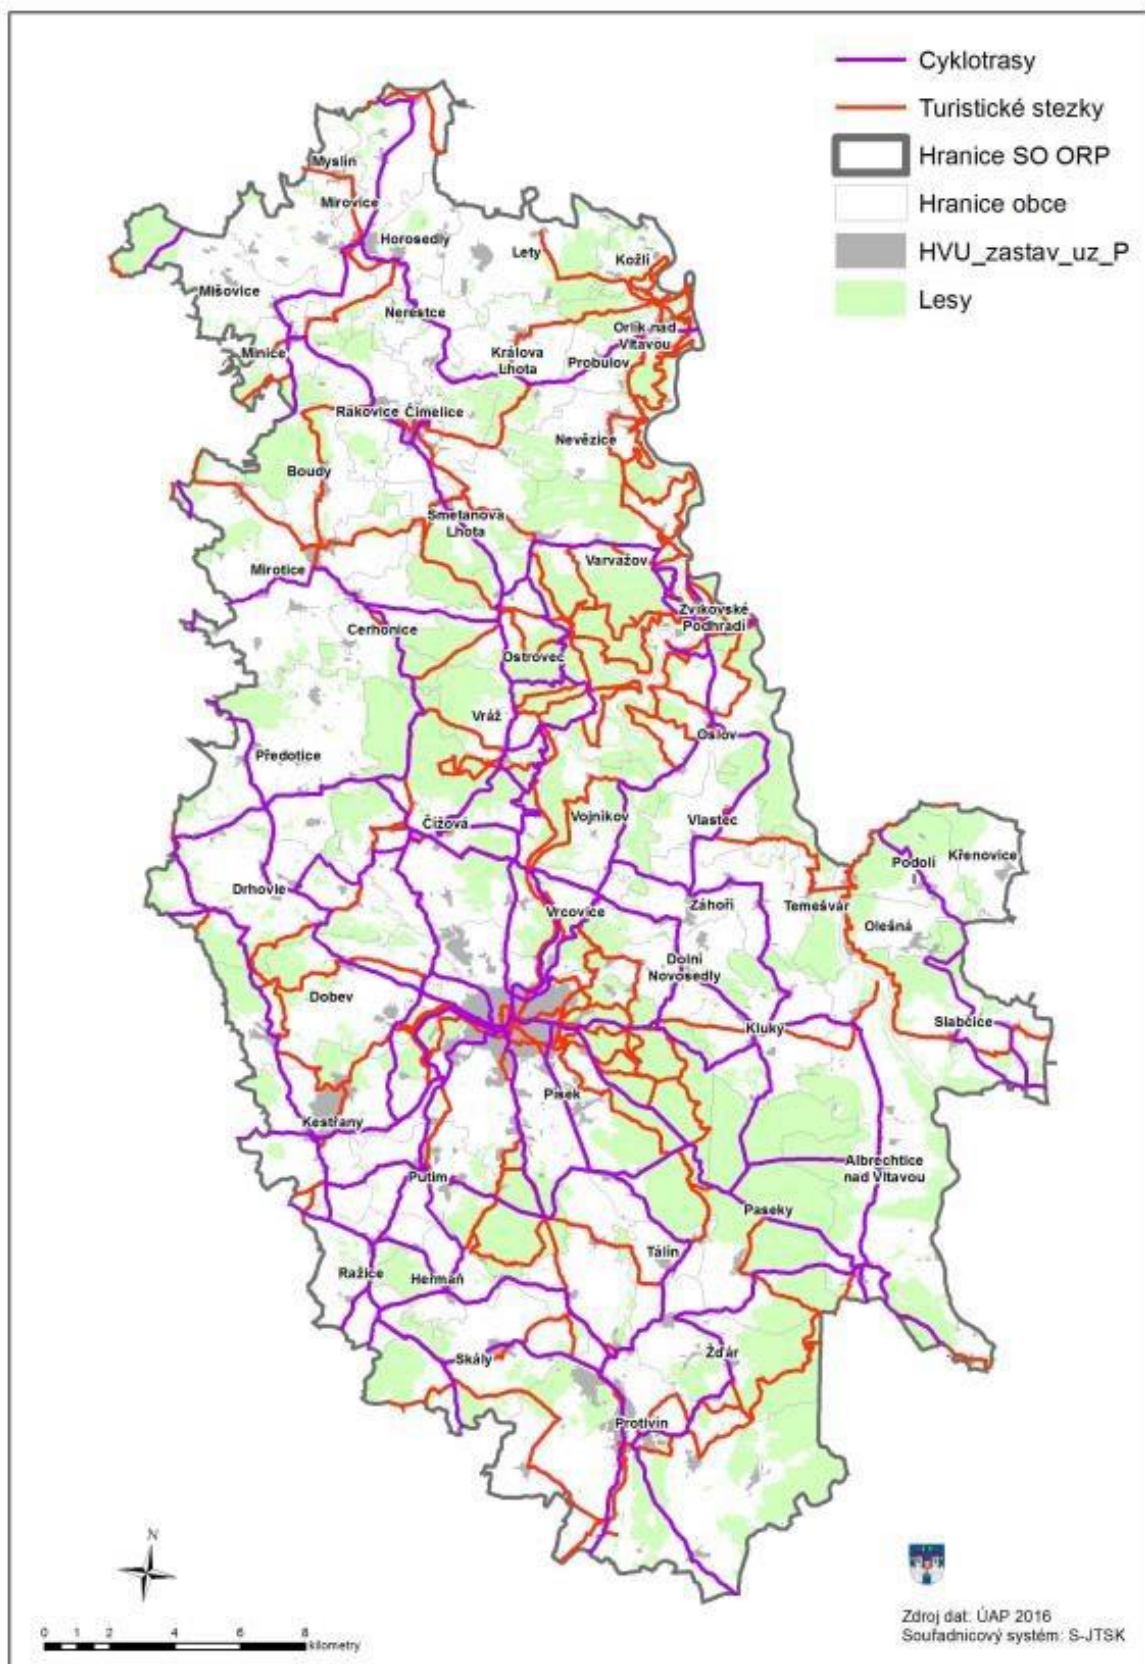 Cyklotrasy
Turistické stezky
Hranice SO ORP
Hranice obce
HVU_zastav_uz_P
Lesy
Myslín
Mirovice
Horosedly
Lety
Kožlí
Mišovice
Nerestce
Orlík nad
Vltavou
Minice
Králova
Lhota
Probulov
Rakovice
Čimelice
Nevězice
Boudy
Smetanova
Lhota
Varvažov
Mirotice
Zvíkovské
Podhradí
Cerhonice
Ostrovec
Vráž
Oslov
Předotice
Vojníkov
Vlastec
Čížová
Podolí
Křenovice
Drhovle
Záhoří
Temešvár
Vrcovice
Olešná
Dolní
Novosedly
Dobev
Kluky
Slabčice
Písek
Kestřany
Albrechtice
nad Vltavou
Putim
Paseky
Tálín
Ražice
Heřmaň
Skály
Žďár
Protivín
N
0 1 2 4 6 8
kilometry
Zdroj dat: ÚAP 2016
Souřadnicový systém: S-JTSK